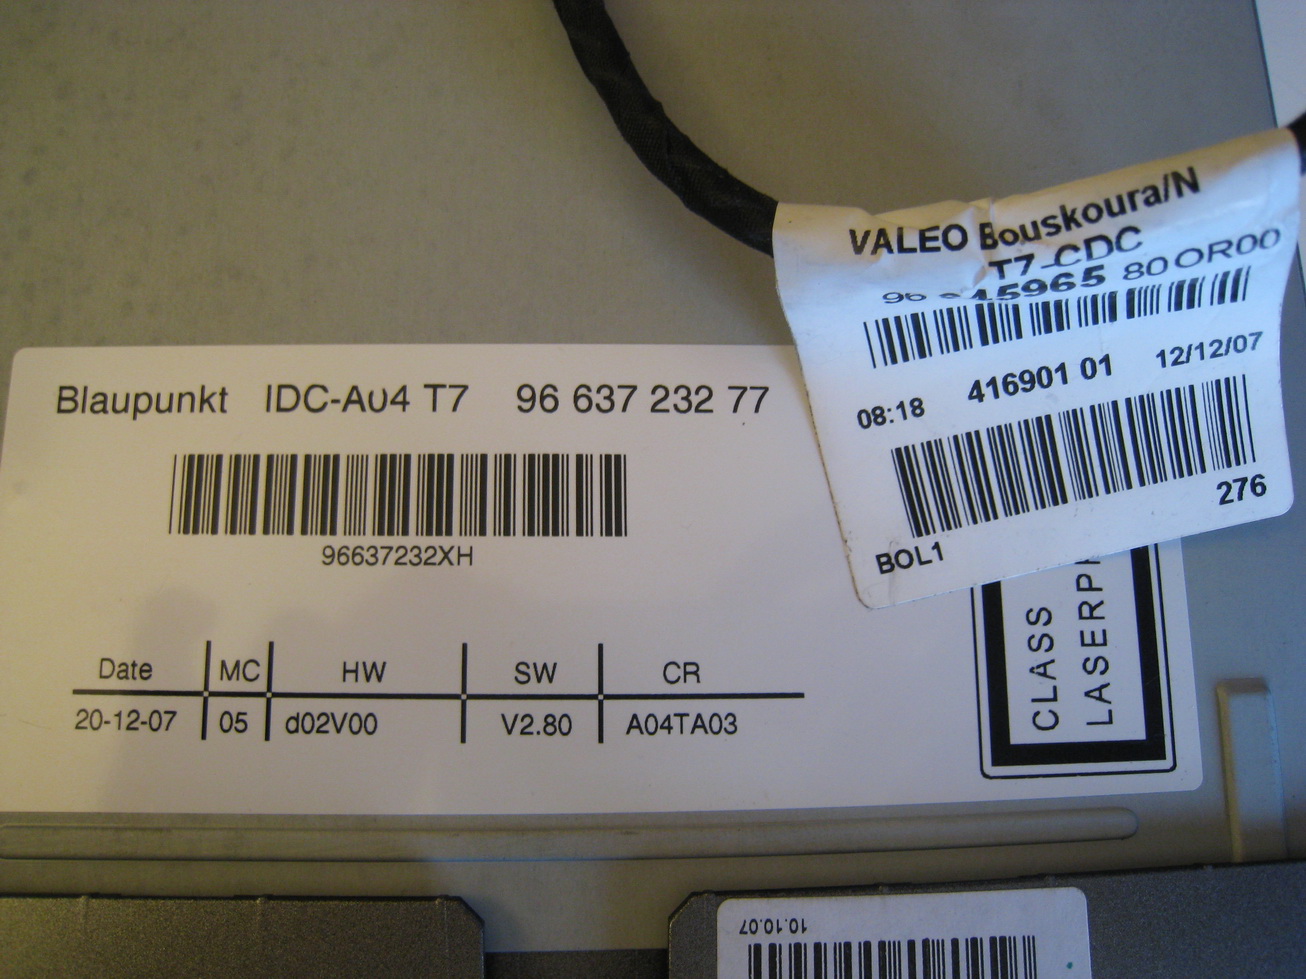 VALEO Bouskoura/N
T7-CDC
45965 80OR00
416901 01 12/12/07
08:18
276
BOL1
Blaupunkt IDC-A04 T7 96 637 232 77
96637232XH
Date MC HW SW CR
20-12-07 05 d02V00 V2.80 A04TA03
CLASS
10.10.07